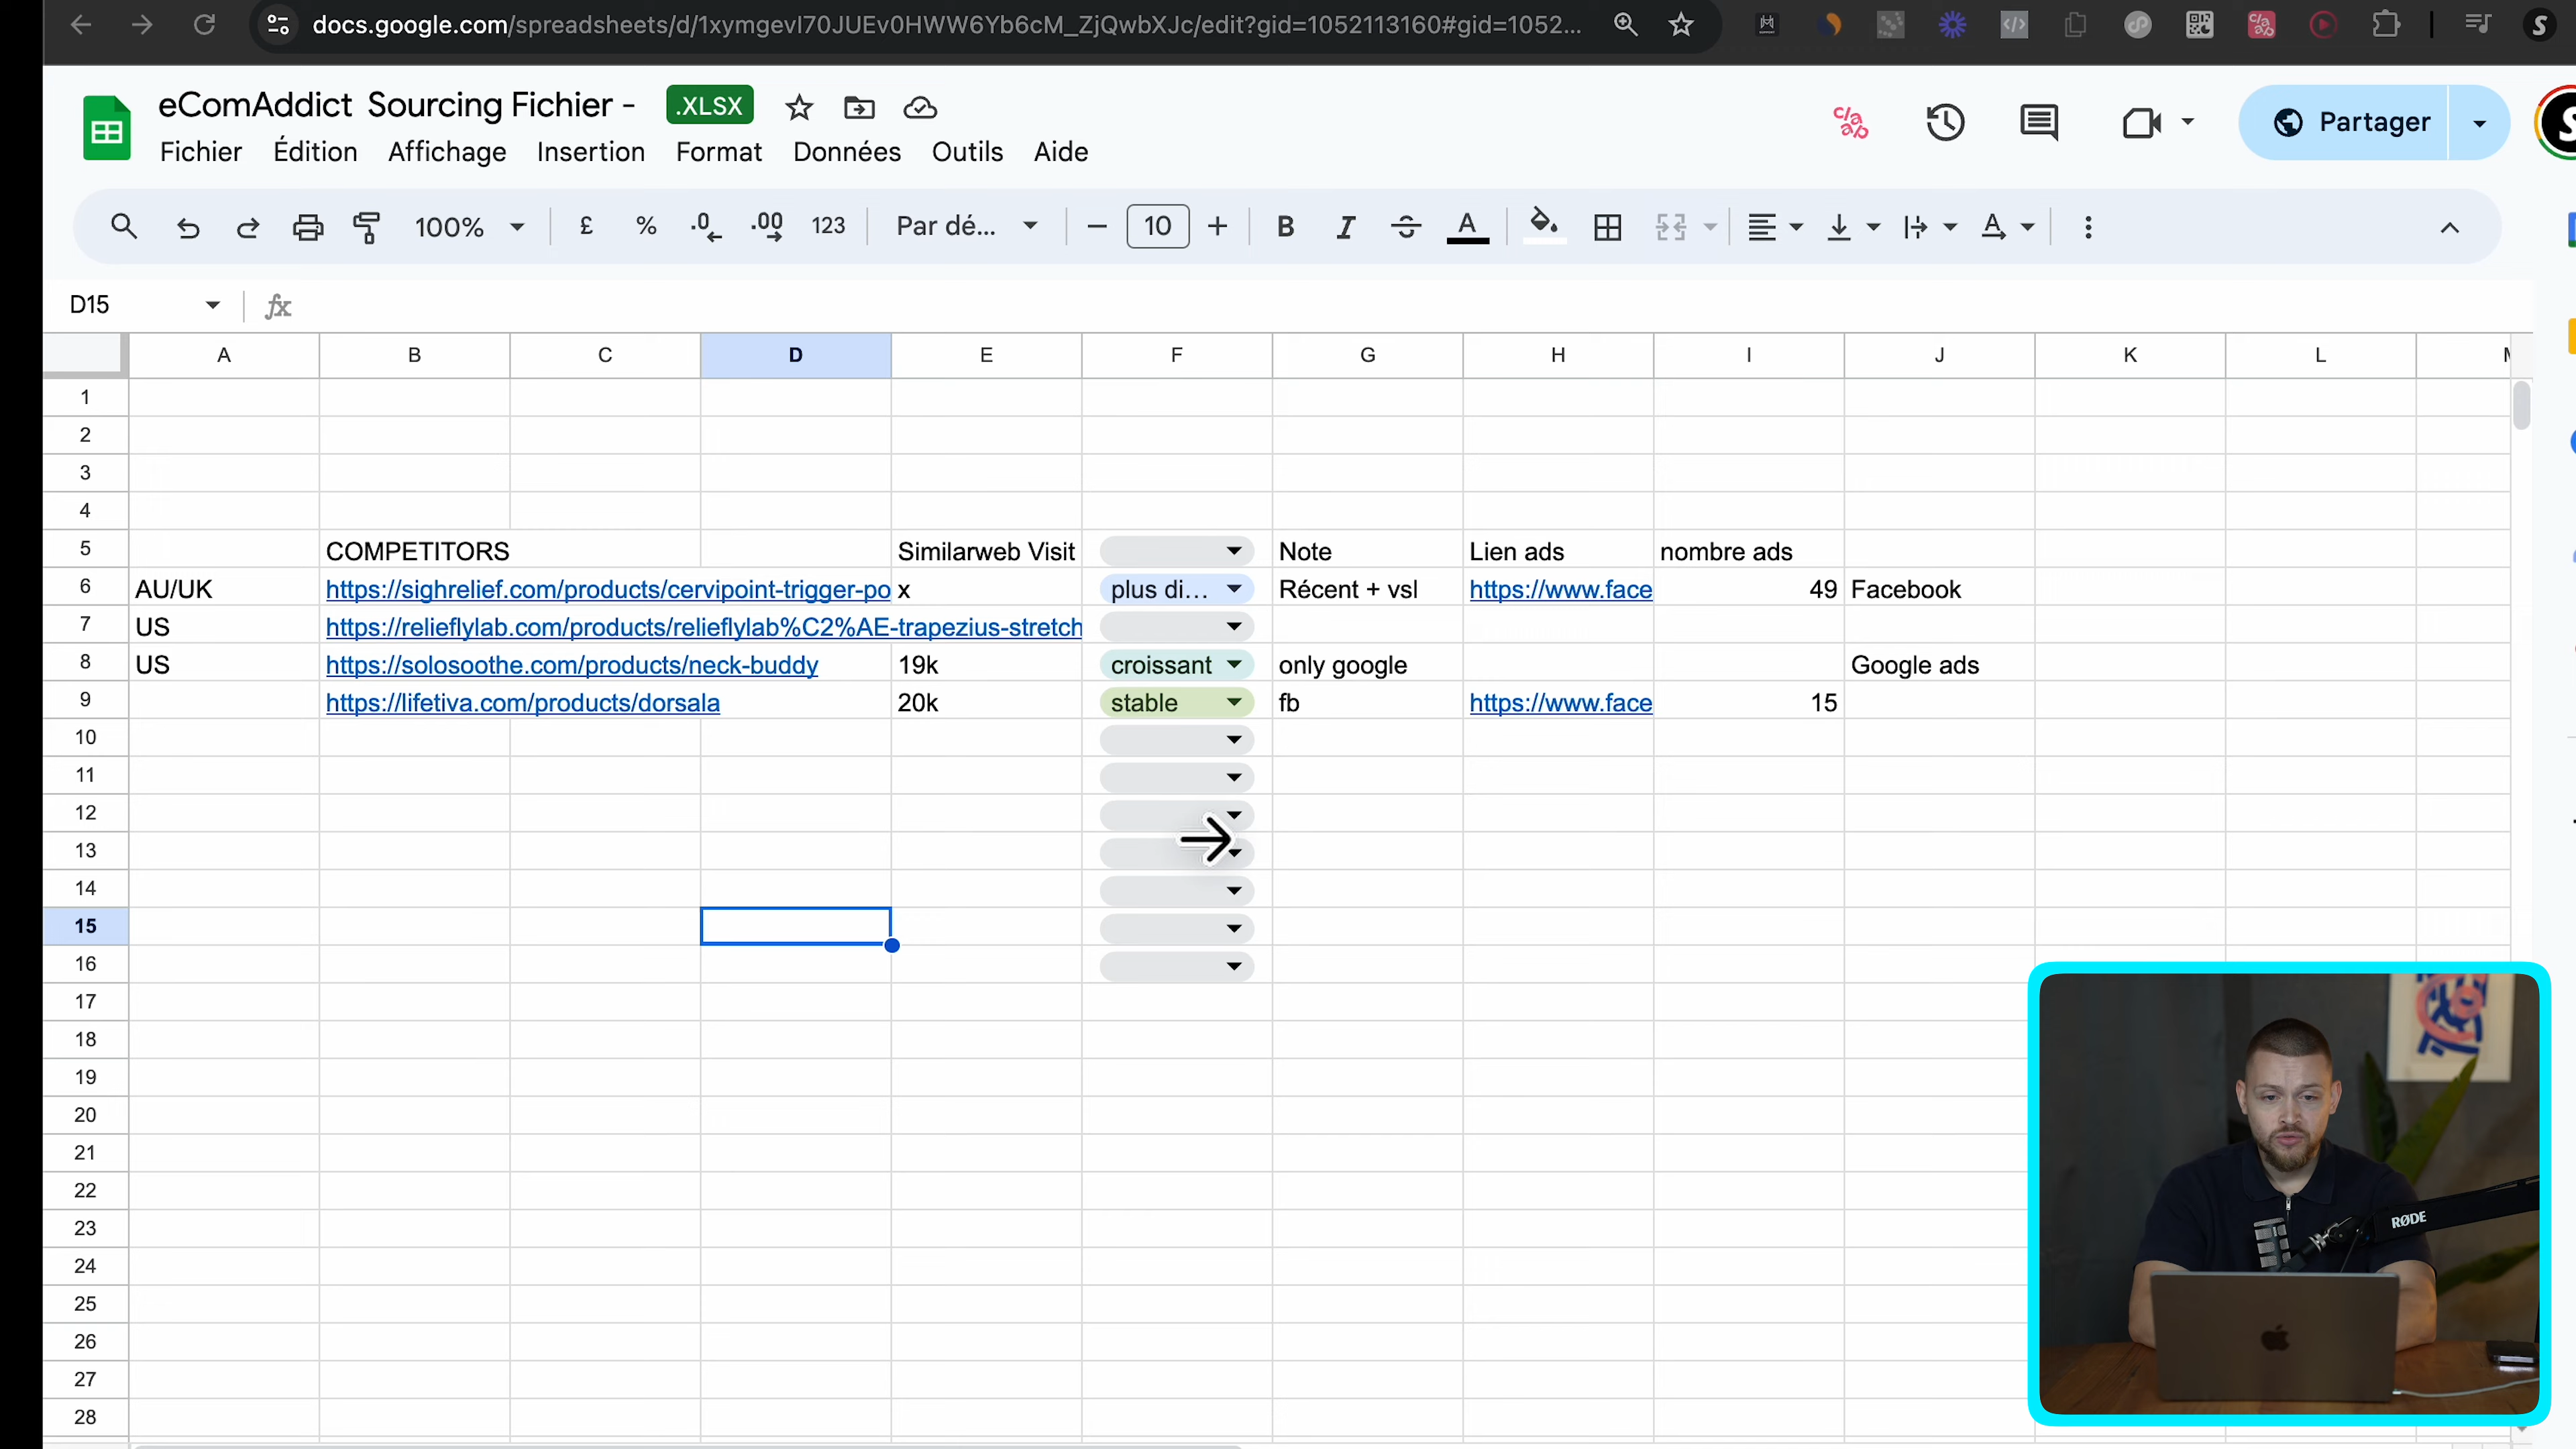 docs.google.com/spreadsheets/d/1xymgevI70JUEv0HWW6Yb6cM_ZjQwbXJc/edit?gid=1052113160#gid=1052...
eComAddict Sourcing Fichier - .XLSX
Partager
Fichier Édition Affichage Insertion Format Données Outils Aide
100% £ % .0 .00 123 Par dé... 10 B I A
D15 fx
A B C D E F G H I J K L
1
2
3
4
5 COMPETITORS Similarweb Visit Note Lien ads nombre ads
6 AU/UK https://sighrelief.com/products/cervipoint-trigger-po x plus di... Récent + vsl https://www.face 49 Facebook
7 US https://relieflylab.com/products/relieflylab%C2%AE-trapezius-stretch
8 US https://solosoothe.com/products/neck-buddy 19k croissant only google Google ads
9 https://lifetiva.com/products/dorsala 20k stable fb https://www.face 15
10
11
12
13
14
15
16
17
18
19
20
21
22
23
24
25
26
27
28
RØDE